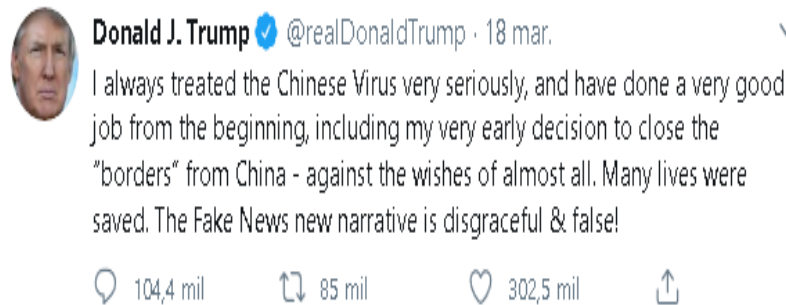 Donald J. Trump @realDonaldTrump · 18 mar.
I always treated the Chinese Virus very seriously, and have done a very good
job from the beginning, including my very early decision to close the
"borders" from China - against the wishes of almost all. Many lives were
saved. The Fake News new narrative is disgraceful & false!
104,4 mil 85 mil 302,5 mil